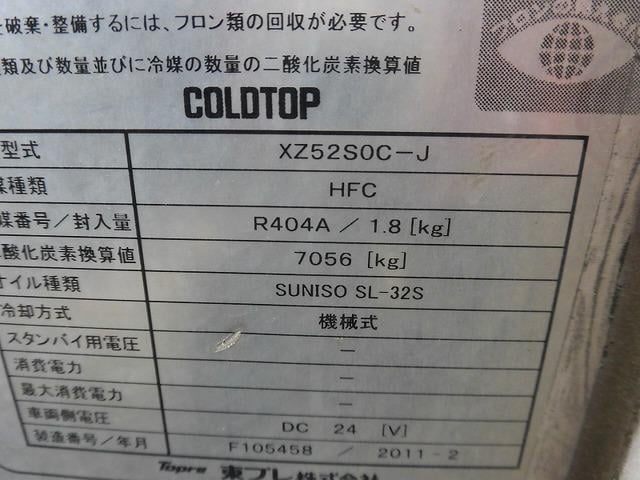 を破棄・整備するには、フロン類の回収が必要です。
類及び数量並びに冷媒の数量の二酸化炭素換算値
COLDTOP
型式 XZ52S0C-J
媒種類 HFC
媒番号／封入量 R404A ／ 1.8 [kg]
酸化炭素換算値 7056 [kg]
オイル種類 SUNISO SL-32S
冷却方式 機械式
スタンバイ用電圧 －
消費電力 －
最大消費電力 －
車両側電圧 DC 24 [V]
製造番号／年月 F105458 ／ 2011-2
Topre 東プレ株式会社